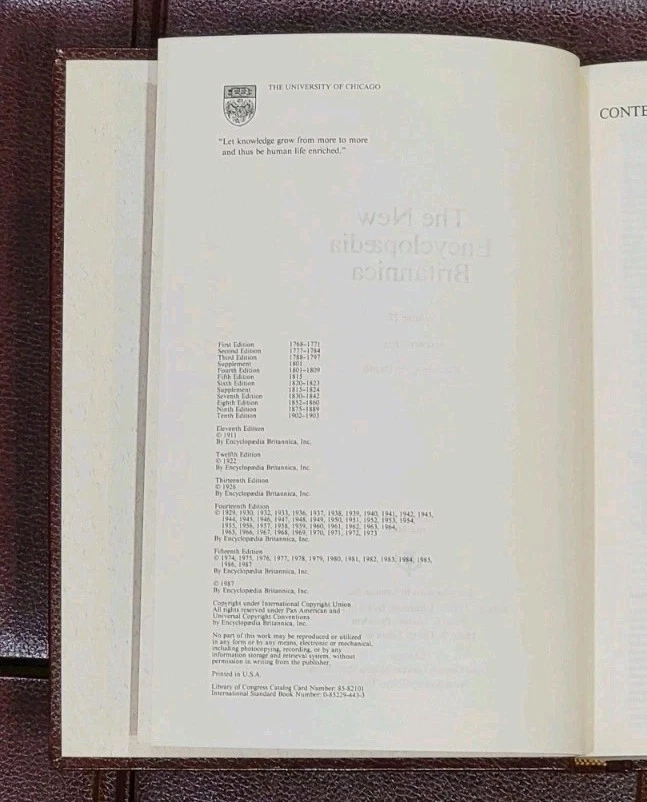 THE UNIVERSITY OF CHICAGO
"Let knowledge grow from more to more
and thus be human life enriched."
First Edition 1768-1771
Second Edition 1777-1784
Third Edition 1788-1797
Supplement 1801
Fourth Edition 1801-1809
Fifth Edition 1815
Sixth Edition 1820-1823
Supplement 1815-1824
Seventh Edition 1830-1842
Eighth Edition 1852-1860
Ninth Edition 1875-1889
Tenth Edition 1902-1903
Eleventh Edition
© 1911
By Encyclopædia Britannica, Inc.
Twelfth Edition
© 1922
By Encyclopædia Britannica, Inc.
Thirteenth Edition
© 1926
By Encyclopædia Britannica, Inc.
Fourteenth Edition
© 1929, 1930, 1932, 1933, 1936, 1937, 1938, 1939, 1940, 1941, 1942, 1943,
1944, 1945, 1946, 1947, 1948, 1949, 1950, 1951, 1952, 1953, 1954,
1955, 1956, 1957, 1958, 1959, 1960, 1961, 1962, 1963, 1964,
1965, 1966, 1967, 1968, 1969, 1970, 1971, 1972, 1973
By Encyclopædia Britannica, Inc.
Fifteenth Edition
© 1974, 1975, 1976, 1977, 1978, 1979, 1980, 1981, 1982, 1983, 1984, 1985,
1986, 1987
By Encyclopædia Britannica, Inc.
© 1987
By Encyclopædia Britannica, Inc.
Copyright under International Copyright Union
All rights reserved under Pan American and
Universal Copyright Conventions
by Encyclopædia Britannica, Inc.
No part of this work may be reproduced or utilized
in any form or by any means, electronic or mechanical,
including photocopying, recording, or by any
information storage and retrieval system, without
permission in writing from the publisher.
Printed in U.S.A.
Library of Congress Catalog Card Number: 85-82101
International Standard Book Number: 0-85229-443-3
CONTE
The New
Encyclopædia
Britannica